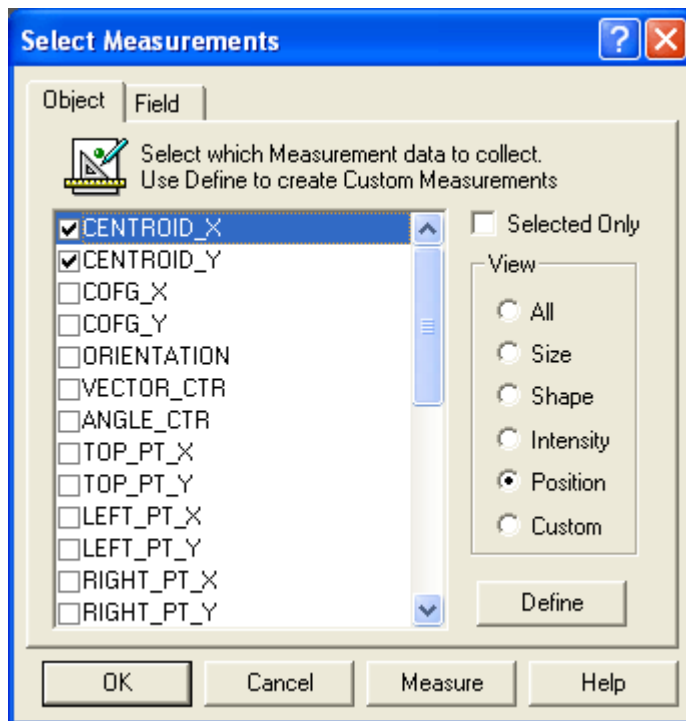 Select Measurements
?
Object
Field
Select which Measurement data to collect.
Use Define to create Custom Measurements
CENTROID_X
CENTROID_Y
COFG_X
COFG_Y
ORIENTATION
VECTOR_CTR
ANGLE_CTR
TOP_PT_X
TOP_PT_Y
LEFT_PT_X
LEFT_PT_Y
RIGHT_PT_X
RIGHT_PT_Y
Selected Only
View
All
Size
Shape
Intensity
Position
Custom
Define
OK
Cancel
Measure
Help